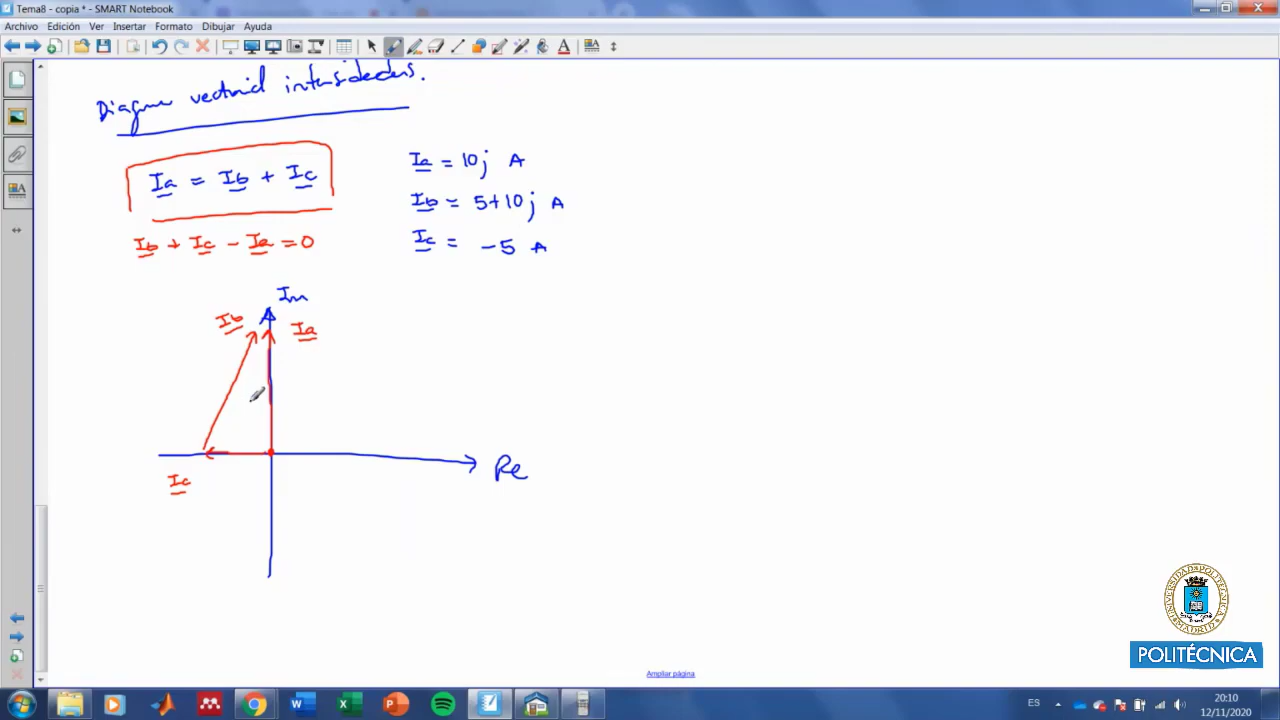 Tema8 - copia * - SMART Notebook
Archivo Edición Ver Insertar Formato Dibujar Ayuda
Diagrama vectorial intensidades.
Ia = Ib + Ic
Ib + Ic - Ia = 0
Ia = 10j A
Ib = 5+10j A
Ic = -5 A
Im
Ib
Ia
Ic
Re
POLITÉCNICA
Ampliar página
ES
20:10
12/11/2020